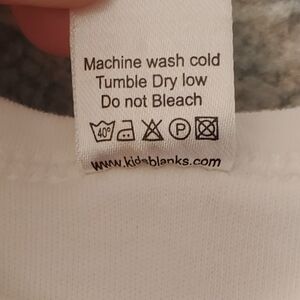 Machine wash cold
Tumble Dry low
Do not Bleach
40° P
www.kidsblanks.com